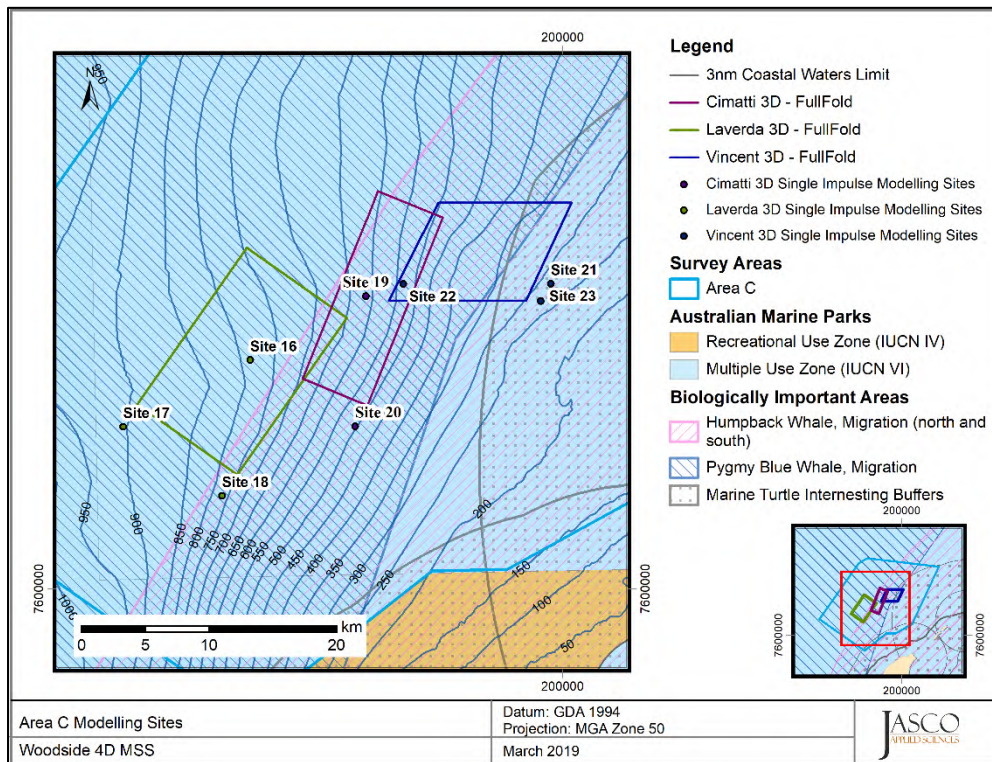 200000
950
Site 19
Site 22
Site 21
Site 23
Site 16
Site 17
Site 20
Site 18
950
900
850
800
750
700
650
600
550
500
450
400
350
300
250
200
150
100
50
7600000
7600000
km
0 5 10 20
200000
Legend
3nm Coastal Waters Limit
Cimatti 3D - FullFold
Laverda 3D - FullFold
Vincent 3D - FullFold
Cimatti 3D Single Impulse Modelling Sites
Laverda 3D Single Impulse Modelling Sites
Vincent 3D Single Impulse Modelling Sites
Survey Areas
Area C
Australian Marine Parks
Recreational Use Zone (IUCN IV)
Multiple Use Zone (IUCN VI)
Biologically Important Areas
Humpback Whale, Migration (north and
south)
Pygmy Blue Whale, Migration
Marine Turtle Internesting Buffers
200000
7600000
7600000
200000
Area C Modelling Sites
Woodside 4D MSS
Datum: GDA 1994
Projection: MGA Zone 50
March 2019
JASCO
APPLIED SCIENCES